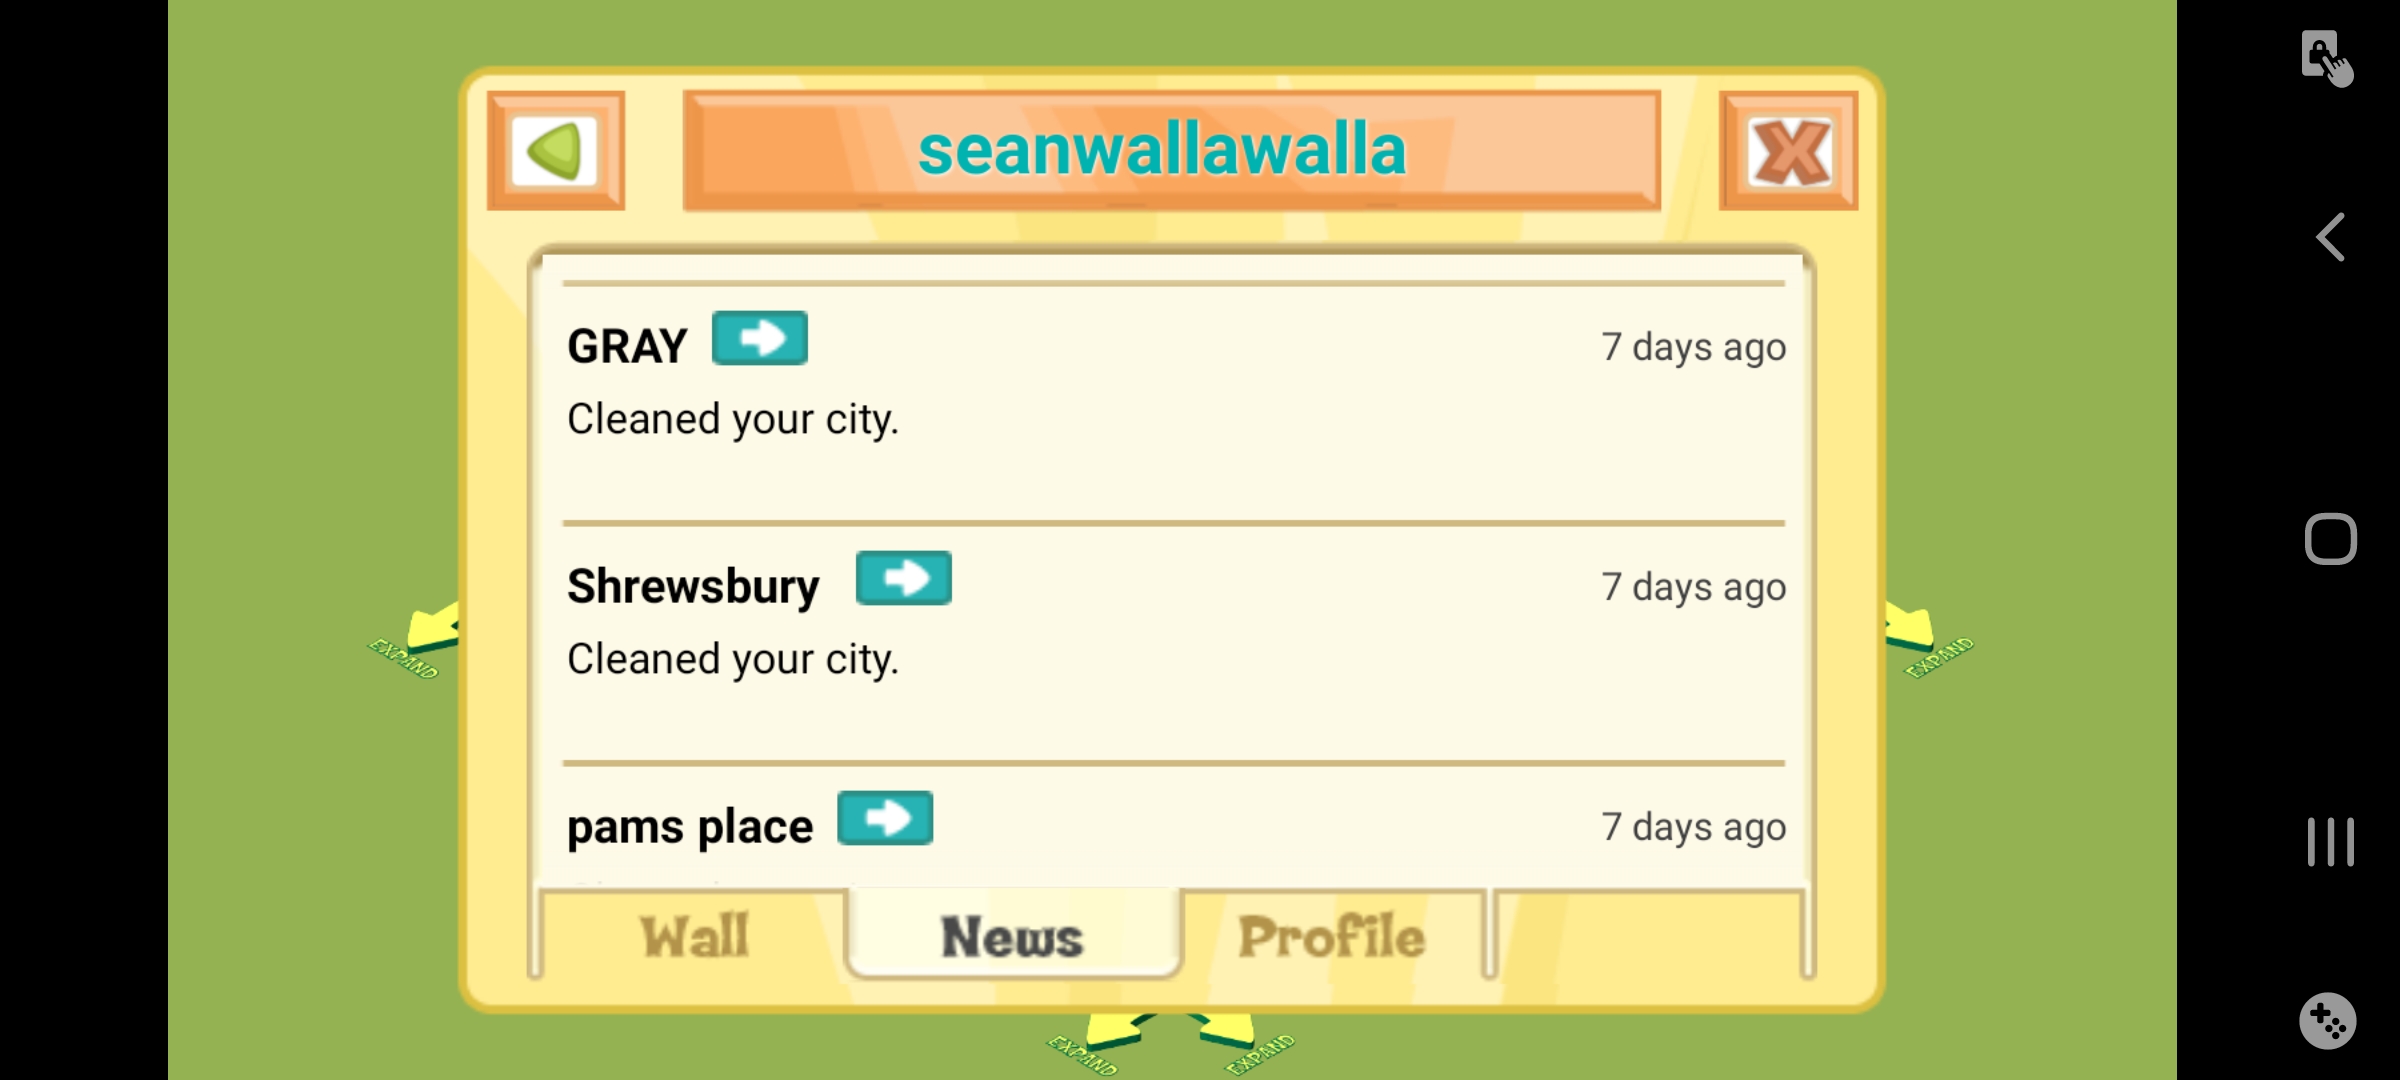 seanwallawalla
GRAY
7 days ago
Cleaned your city.
Shrewsbury
7 days ago
Cleaned your city.
pams place
7 days ago
Wall
News
Profile
EXPAND
EXPAND
EXPAND
EXPAND